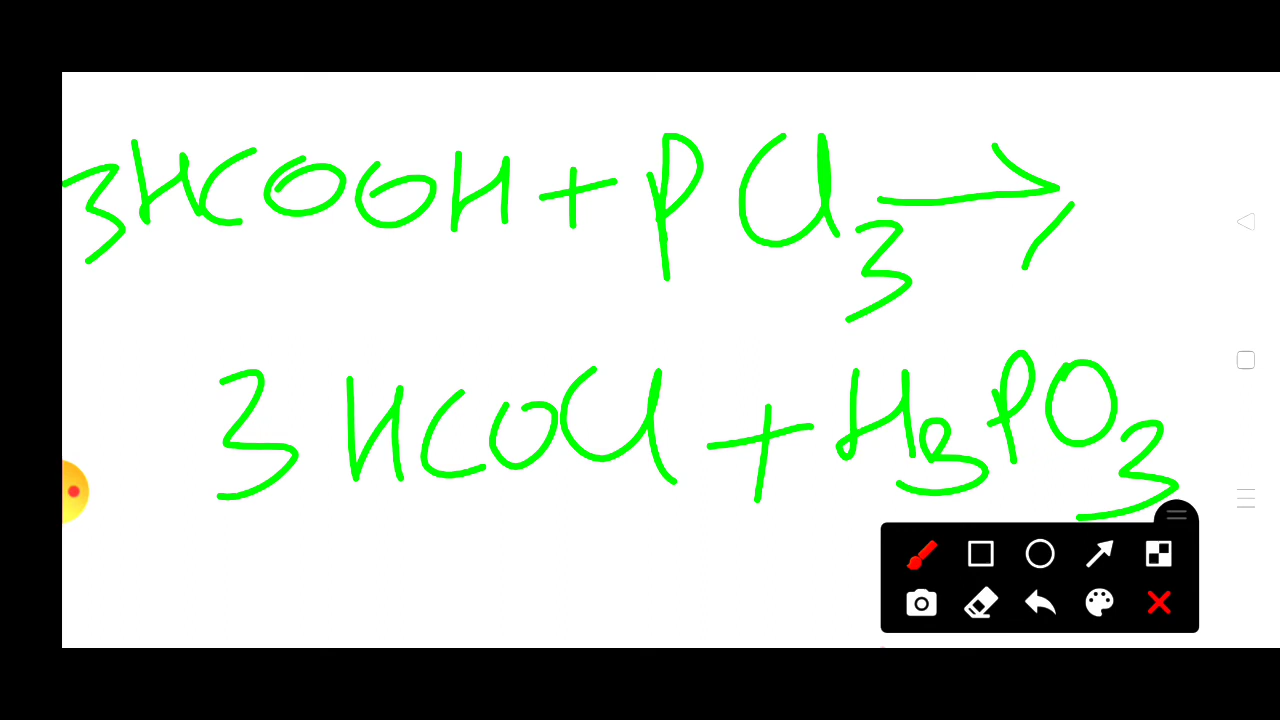 3HCOOH + PCl3 →
3HCOCl + H3PO3